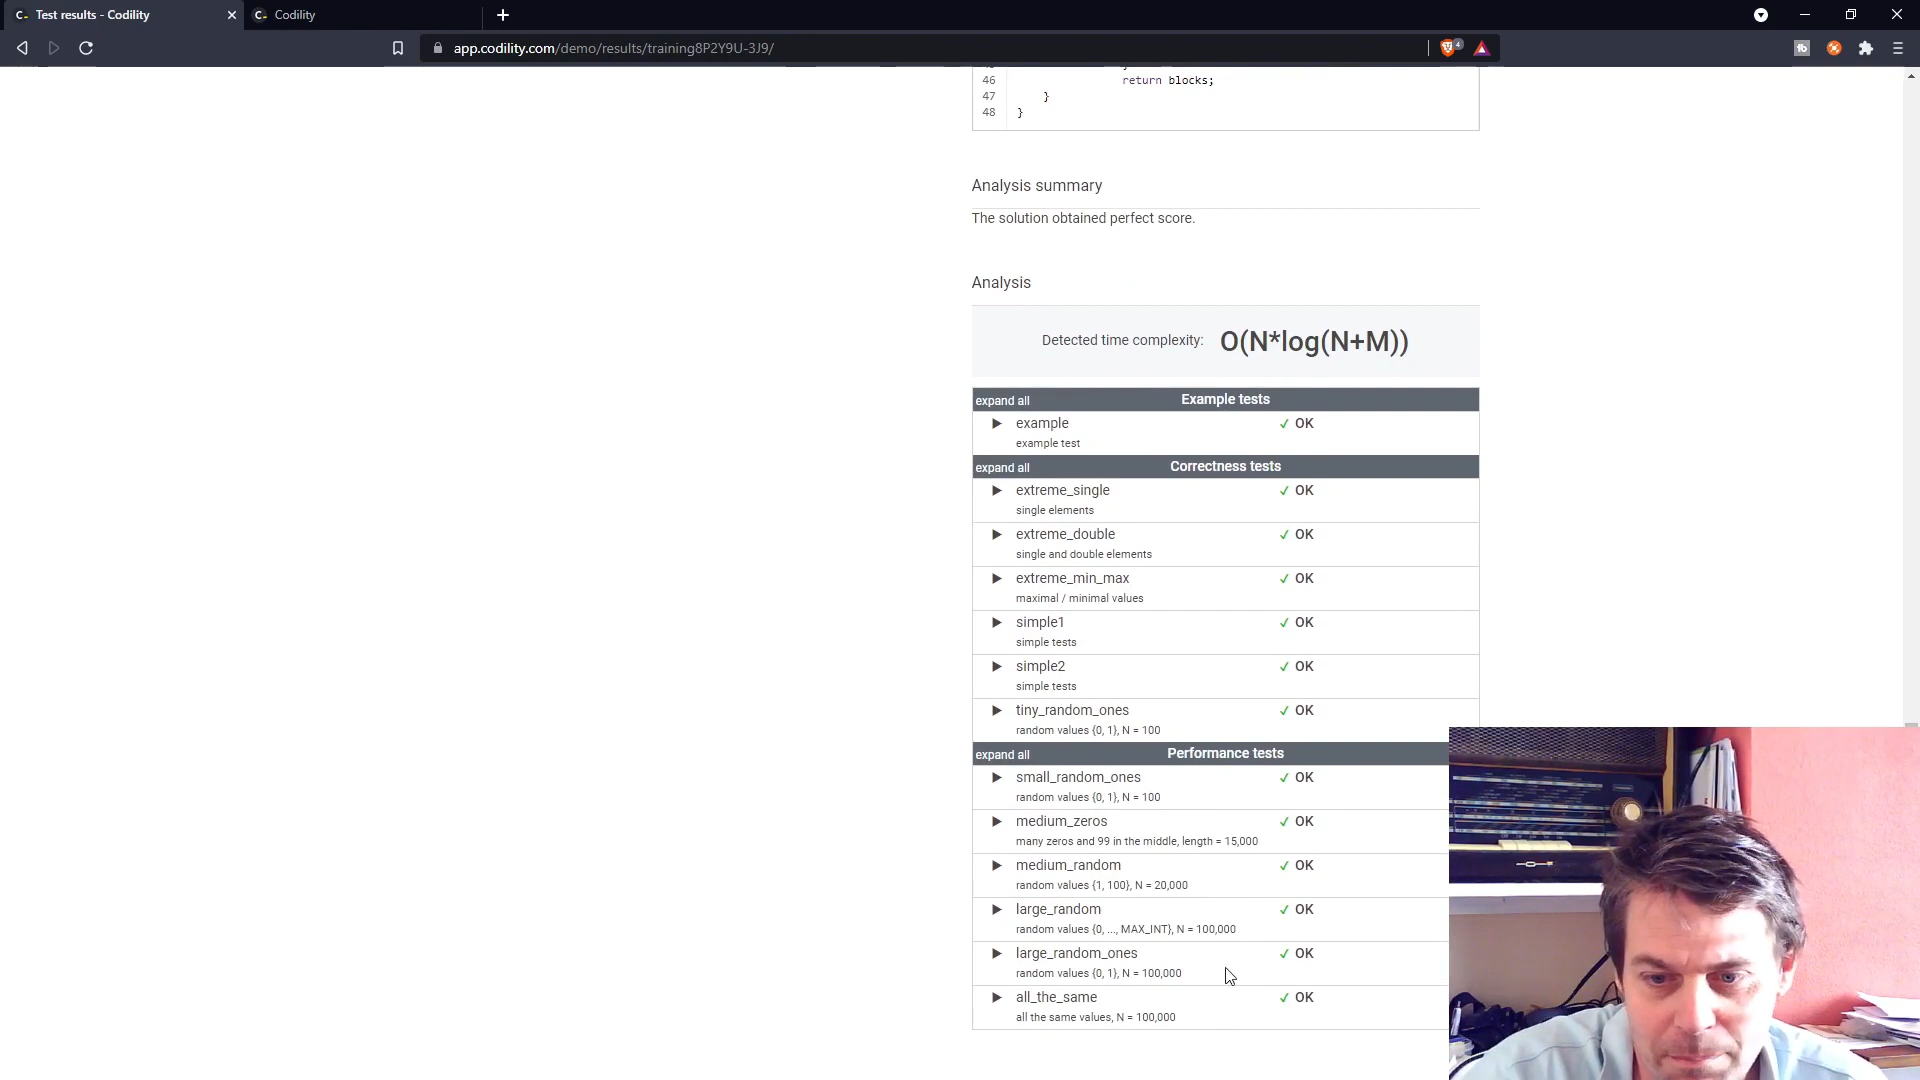 Test results - Codility
Codility
app.codility.com/demo/results/training8P2Y9U-3J9/
46 return blocks;
47 }
48 }
Analysis summary
The solution obtained perfect score.
Analysis
Detected time complexity: O(N*log(N+M))
expand all Example tests
example ✓ OK
example test
expand all Correctness tests
extreme_single ✓ OK
single elements
extreme_double ✓ OK
single and double elements
extreme_min_max ✓ OK
maximal / minimal values
simple1 ✓ OK
simple tests
simple2 ✓ OK
simple tests
tiny_random_ones ✓ OK
random values {0, 1}, N = 100
expand all Performance tests
small_random_ones ✓ OK
random values {0, 1}, N = 100
medium_zeros ✓ OK
many zeros and 99 in the middle, length = 15,000
medium_random ✓ OK
random values {1, 100}, N = 20,000
large_random ✓ OK
random values {0, ..., MAX_INT}, N = 100,000
large_random_ones ✓ OK
random values {0, 1}, N = 100,000
all_the_same ✓ OK
all the same values, N = 100,000